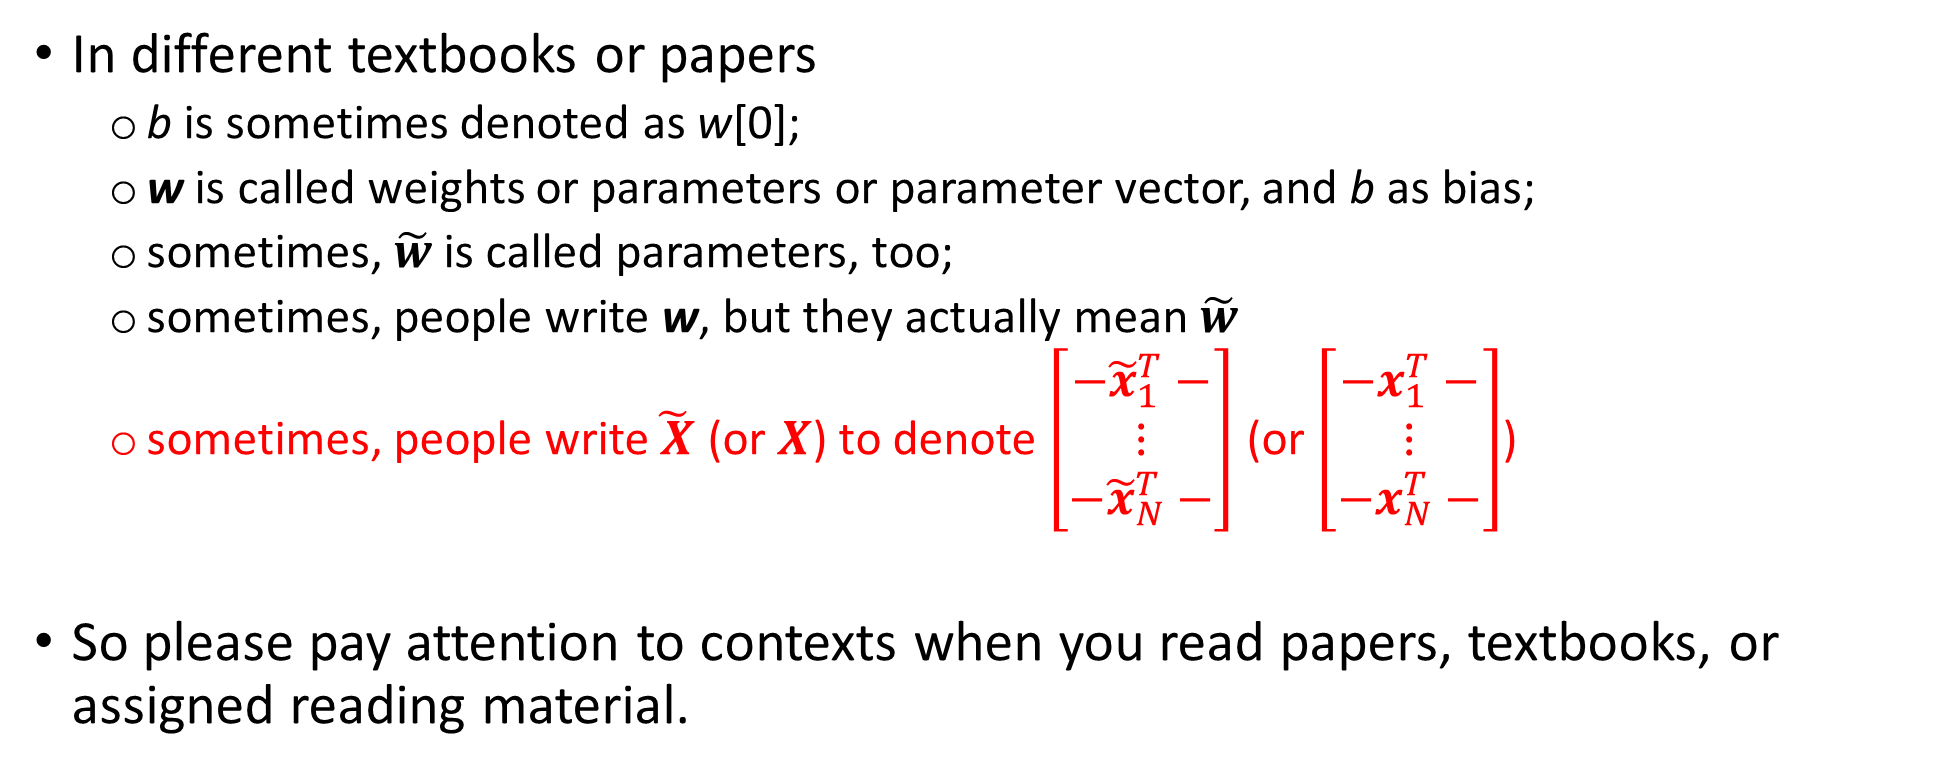 • In different textbooks or papers
○ b is sometimes denoted as w[0];
○ w is called weights or parameters or parameter vector, and b as bias;
○ sometimes, w̃ is called parameters, too;
○ sometimes, people write w, but they actually mean w̃
○ sometimes, people write X̃ (or X) to denote [−x̃₁ᵀ − ⋮ −x̃_Nᵀ −] (or [−x₁ᵀ − ⋮ −x_Nᵀ −])
• So please pay attention to contexts when you read papers, textbooks, or
assigned reading material.